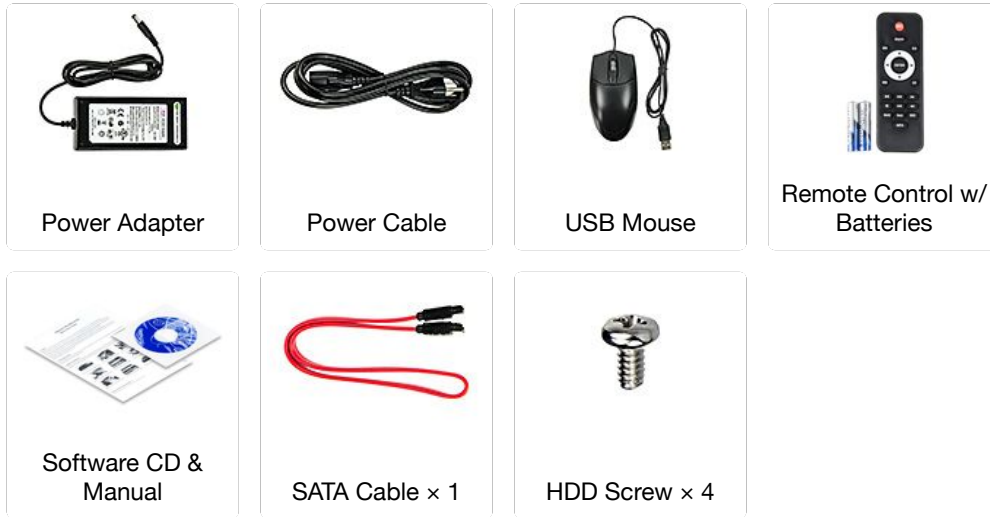 Power Adapter
Power Cable
USB Mouse
Remote Control w/
Batteries
Software CD &
Manual
SATA Cable × 1
HDD Screw × 4